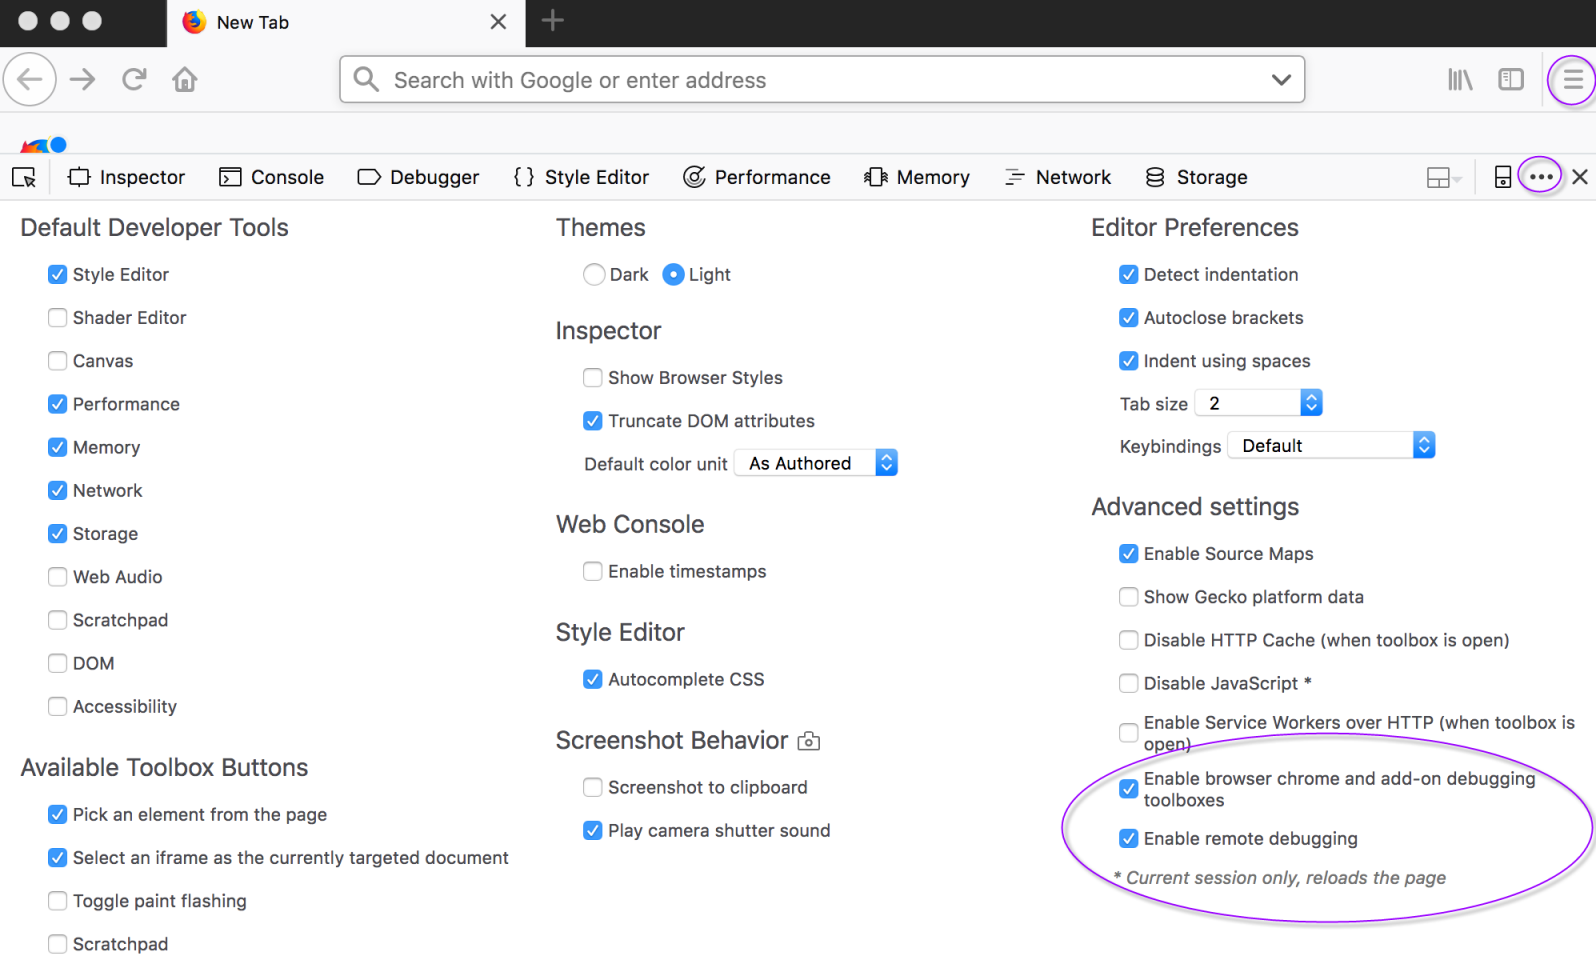 New Tab
Search with Google or enter address
Inspector
Console
Debugger
{ } Style Editor
Performance
Memory
Network
Storage
Default Developer Tools
Style Editor
Shader Editor
Canvas
Performance
Memory
Network
Storage
Web Audio
Scratchpad
DOM
Accessibility
Available Toolbox Buttons
Pick an element from the page
Select an iframe as the currently targeted document
Toggle paint flashing
Scratchpad
Themes
Dark Light
Inspector
Show Browser Styles
Truncate DOM attributes
Default color unit As Authored
Web Console
Enable timestamps
Style Editor
Autocomplete CSS
Screenshot Behavior
Screenshot to clipboard
Play camera shutter sound
Editor Preferences
Detect indentation
Autoclose brackets
Indent using spaces
Tab size 2
Keybindings Default
Advanced settings
Enable Source Maps
Show Gecko platform data
Disable HTTP Cache (when toolbox is open)
Disable JavaScript *
Enable Service Workers over HTTP (when toolbox is
open)
Enable browser chrome and add-on debugging
toolboxes
Enable remote debugging
* Current session only, reloads the page